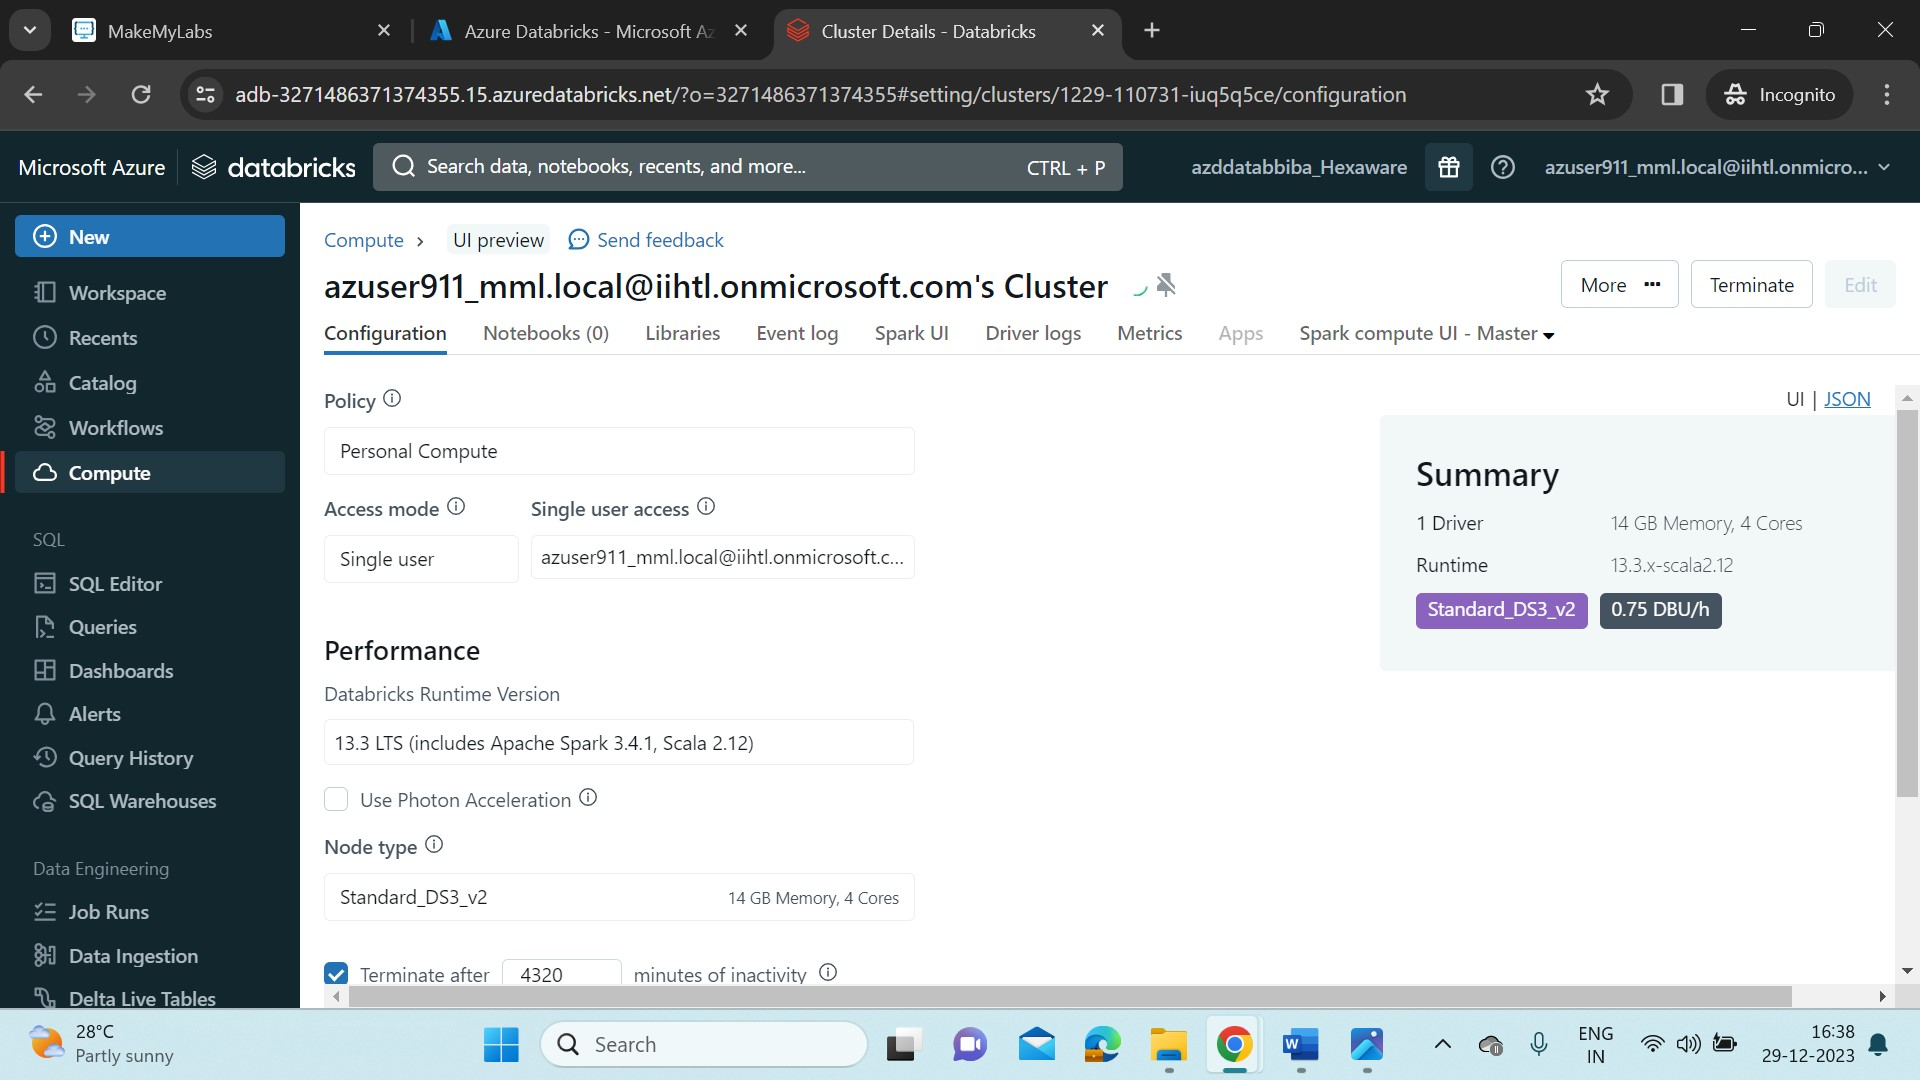 MakeMyLabs
Azure Databricks - Microsoft Az
Cluster Details - Databricks
adb-3271486371374355.15.azuredatabricks.net/?o=3271486371374355#setting/clusters/1229-110731-iuq5q5ce/configuration
Incognito
Microsoft Azure
databricks
Search data, notebooks, recents, and more...
CTRL + P
azddatabbiba_Hexaware
azuser911_mml.local@iihtl.onmicro...
New
Workspace
Recents
Catalog
Workflows
Compute
SQL
SQL Editor
Queries
Dashboards
Alerts
Query History
SQL Warehouses
Data Engineering
Job Runs
Data Ingestion
Delta Live Tables
Compute
UI preview
Send feedback
azuser911_mml.local@iihtl.onmicrosoft.com's Cluster
More
Terminate
Edit
Configuration
Notebooks (0)
Libraries
Event log
Spark UI
Driver logs
Metrics
Apps
Spark compute UI - Master
UI | JSON
Policy
Personal Compute
Access mode
Single user access
Single user
azuser911_mml.local@iihtl.onmicrosoft.c...
Performance
Databricks Runtime Version
13.3 LTS (includes Apache Spark 3.4.1, Scala 2.12)
Use Photon Acceleration
Node type
Standard_DS3_v2
14 GB Memory, 4 Cores
Terminate after 4320 minutes of inactivity
Summary
1 Driver
14 GB Memory, 4 Cores
Runtime
13.3.x-scala2.12
Standard_DS3_v2
0.75 DBU/h
28°C
Partly sunny
Search
ENG
IN
16:38
29-12-2023